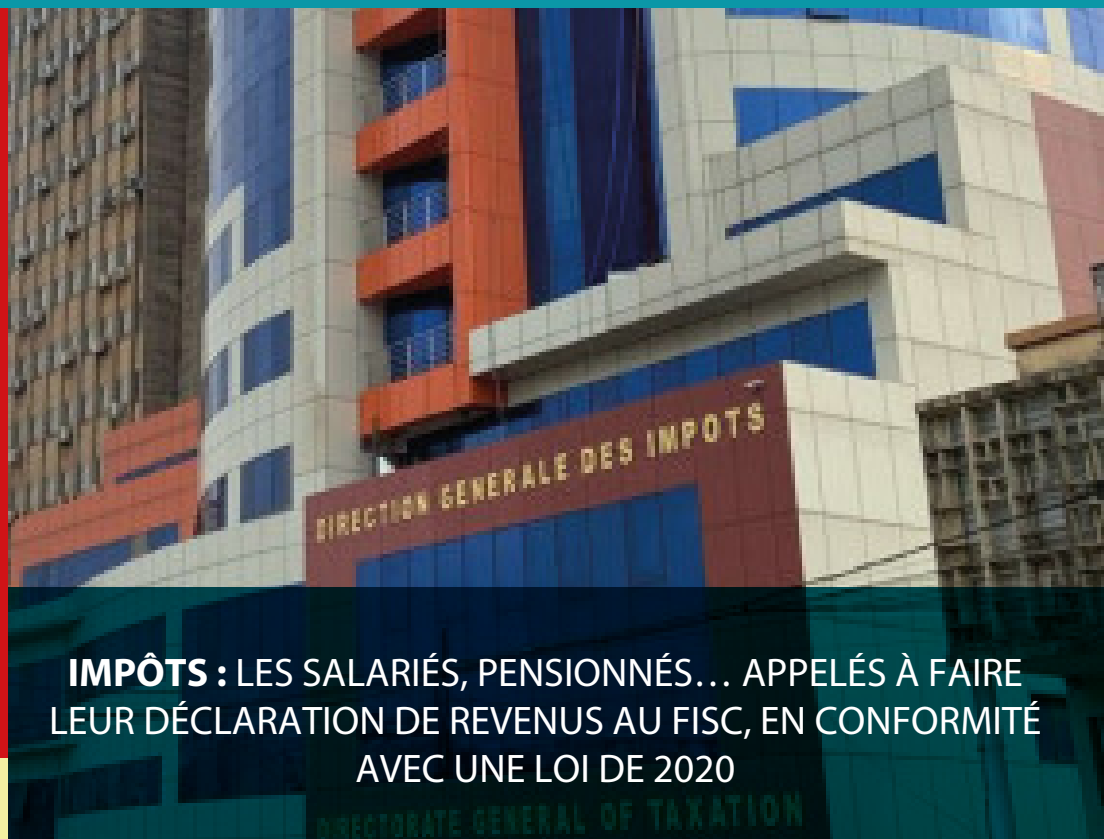 DIRECTION GENERALE DES IMPOTS
IMPÔTS : LES SALARIÉS, PENSIONNÉS… APPELÉS À FAIRE
LEUR DÉCLARATION DE REVENUS AU FISC, EN CONFORMITÉ
AVEC UNE LOI DE 2020
DIRECTORATE GENERAL OF TAXATION